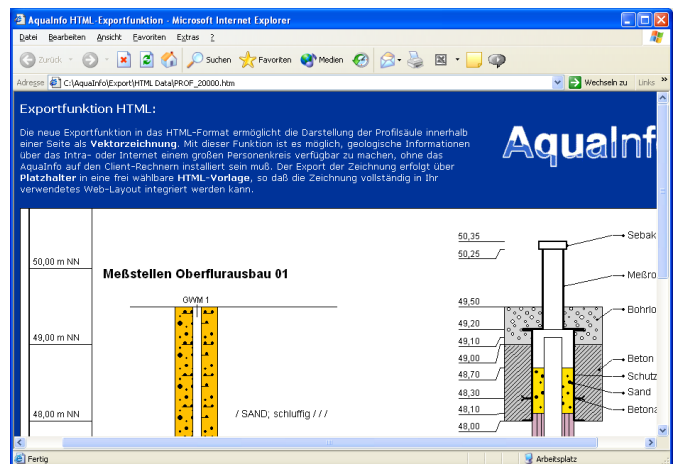 AquaInfo HTML-Exportfunktion - Microsoft Internet Explorer
Datei Bearbeiten Ansicht Favoriten Extras ?
Zurück Suchen Favoriten Medien
Adresse C:\AquaInfo\Export\HTML Data\PROF_20000.htm Wechseln zu Links »
Exportfunktion HTML:
Die neue Exportfunktion in das HTML-Format ermöglicht die Darstellung der Profilsäule innerhalb
einer Seite als Vektorzeichnung. Mit dieser Funktion ist es möglich, geologische Informationen
über das Intra- oder Internet einem großen Personenkreis verfügbar zu machen, ohne das
AquaInfo auf den Client-Rechnern installiert sein muß. Der Export der Zeichnung erfolgt über
Platzhalter in eine frei wählbare HTML-Vorlage, so daß die Zeichnung vollständig in Ihr
verwendetes Web-Layout integriert werden kann.
AquaInf
50,00 m NN
49,00 m NN
48,00 m NN
Meßstellen Oberflurausbau 01
GWM 1
/ SAND; schluffig / / /
50,35
50,25
49,50
49,20
49,10
49,00
48,70
48,30
48,10
48,00
Sebak
Meßro
Bohrlo
Beton
Schutz
Sand
Betona
Fertig
Arbeitsplatz